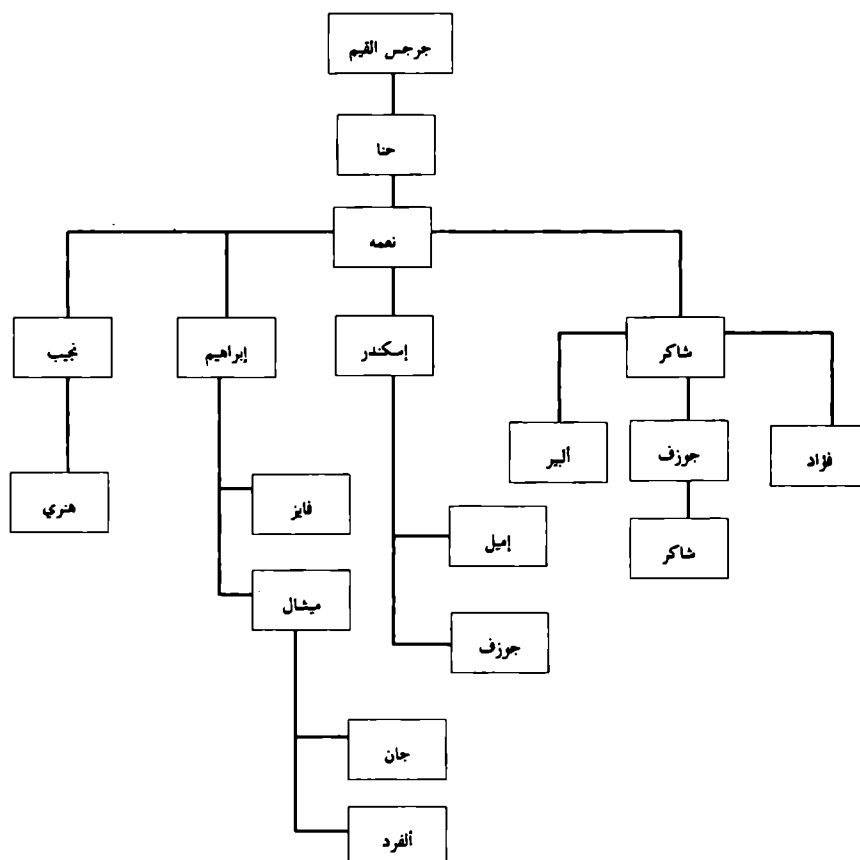 جرجس القيم
حنا
نعمه
شاكر
إسكندر
إبراهيم
نجيب
فؤاد
جوزف
ألبير
شاكر
فايز
هنري
إميل
ميشال
جوزف
جان
ألفرد